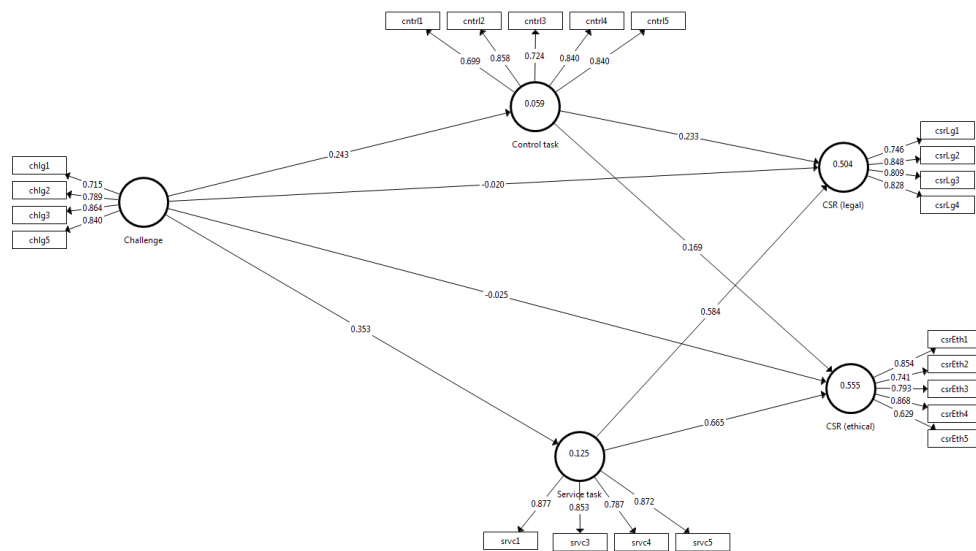 cntrl1 cntrl2 cntrl3 cntrl4 cntrl5
0.699 0.858 0.724 0.840 0.840
0.059
Control task
0.243
0.233
chlg1
chlg2
chlg3
chlg5
0.715
0.789
0.864
0.840
Challenge
-0.020
0.504
CSR (legal)
0.746
0.848
0.809
0.828
csrLg1
csrLg2
csrLg3
csrLg4
0.169
-0.025
0.584
0.353
0.555
CSR (ethical)
0.854
0.741
0.793
0.868
0.629
csrEth1
csrEth2
csrEth3
csrEth4
csrEth5
0.665
0.125
Service task
0.877 0.853 0.787 0.872
srvc1 srvc3 srvc4 srvc5